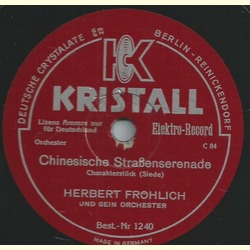 DEUTSCHE CRYSTALATE
BERLIN-REINICKENDORF
K
KRISTALL
Lizenz Ammre nur
für Deutschland
Elektro-Record
Orchester
C 84
Chinesische Straßenserenade
Charakterstück (Siede)
HERBERT FRÖHLICH
UND SEIN ORCHESTER
Best.-Nr 1240
MADE IN GERMANY